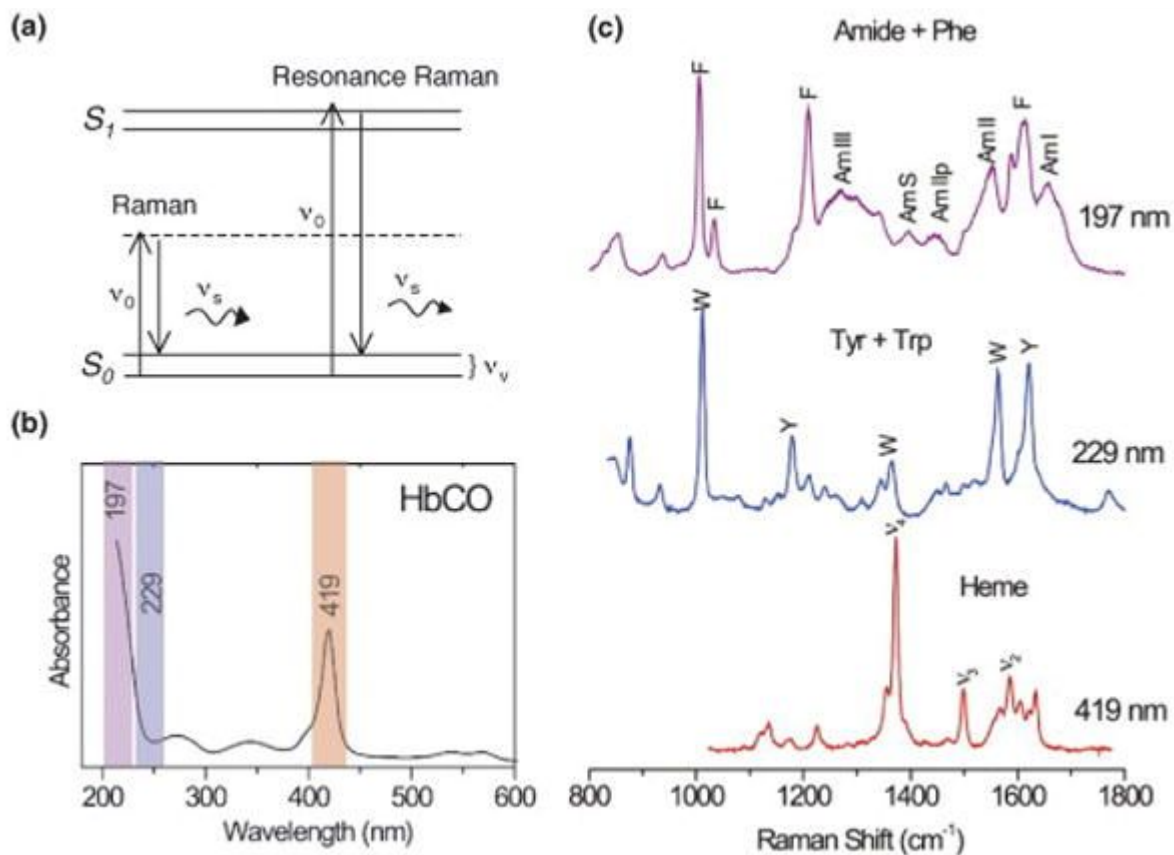 (a)
Resonance Raman
S₁
Raman
ν₀
ν₀
νₛ
νₛ
S₀
} νᵥ
(b)
HbCO
197
229
419
Absorbance
200 300 400 500 600
Wavelength (nm)
(c)
Amide + Phe
F
F
F
Am III
Am S
Am IIp
Am II
F
Am I
197 nm
Tyr + Trp
W
Y
W
W
Y
229 nm
Heme
ν₄
ν₃
ν₂
419 nm
800 1000 1200 1400 1600 1800
Raman Shift (cm⁻¹)